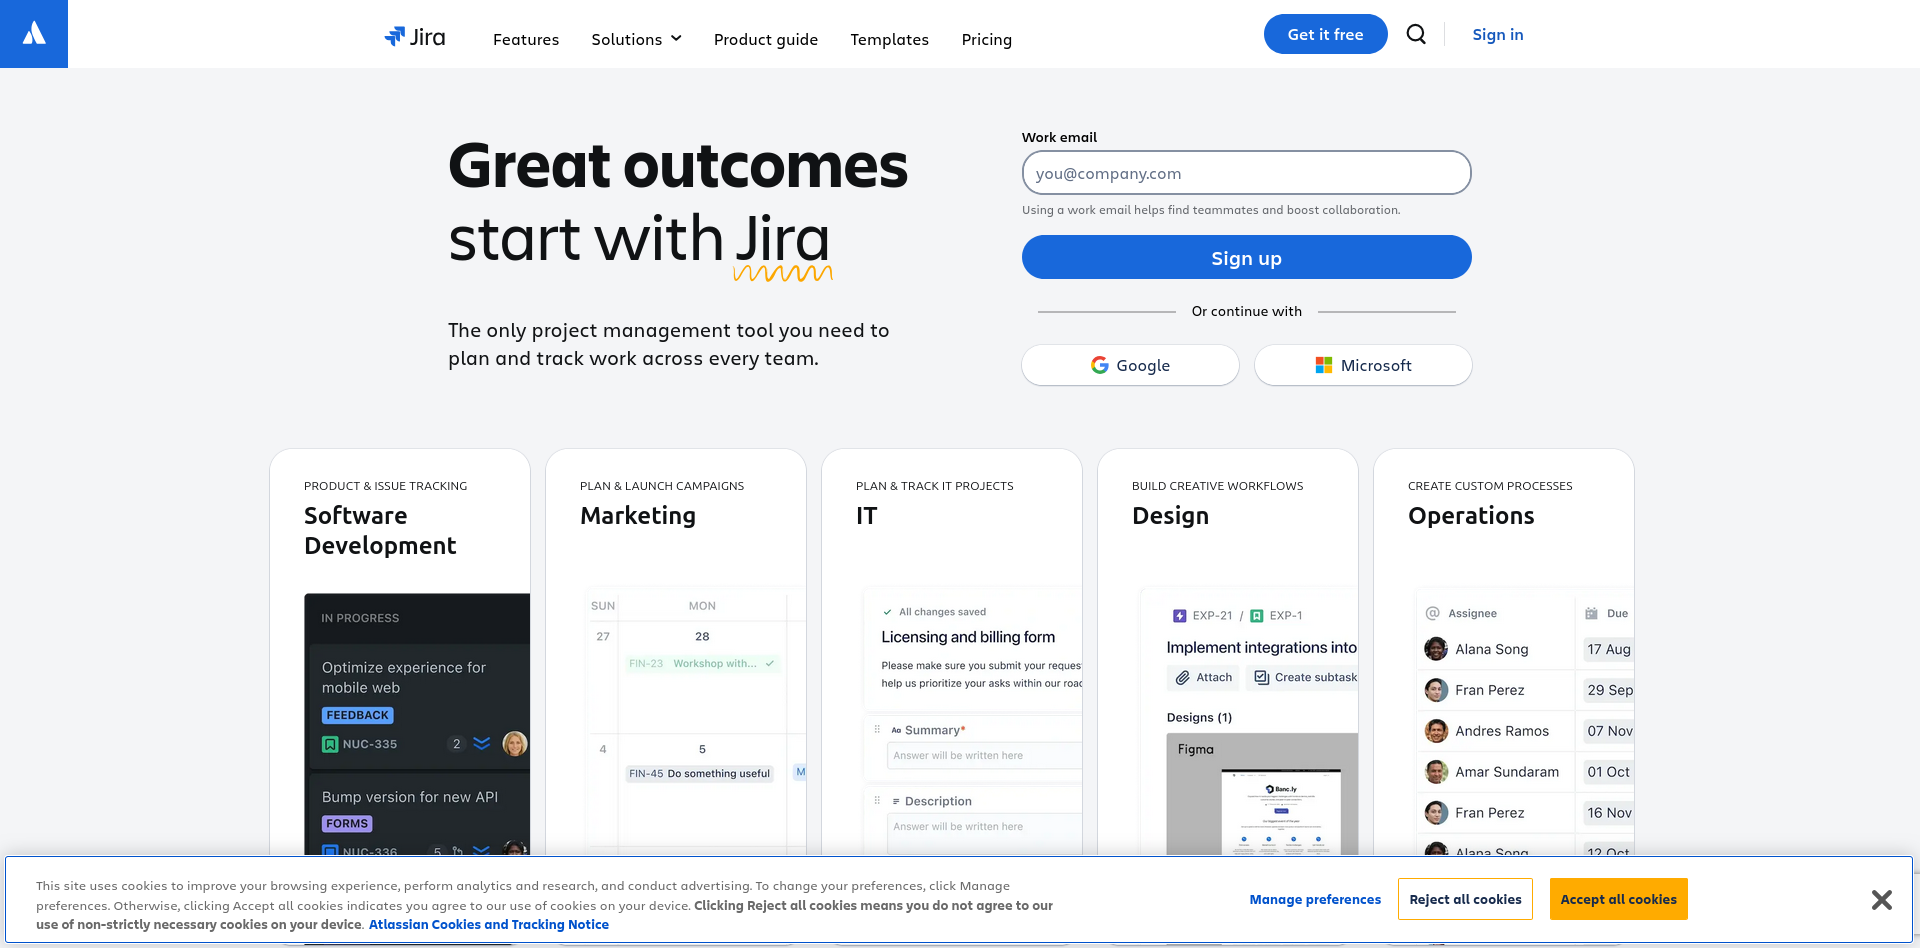 Jira
Features
Solutions
Product guide
Templates
Pricing
Get it free
Sign in
Great outcomes
start with Jira
The only project management tool you need to
plan and track work across every team.
Work email
you@company.com
Using a work email helps find teammates and boost collaboration.
Sign up
Or continue with
Google
Microsoft
PRODUCT & ISSUE TRACKING
Software
Development
IN PROGRESS
Optimize experience for
mobile web
FEEDBACK
NUC-335
2
Bump version for new API
FORMS
NUC-336
5
PLAN & LAUNCH CAMPAIGNS
Marketing
SUN
MON
27
28
FIN-23 Workshop with...
4
5
FIN-45 Do something useful
M
PLAN & TRACK IT PROJECTS
IT
All changes saved
Licensing and billing form
Please make sure you submit your reques
help us prioritize your asks within our road
Aa Summary*
Answer will be written here
Description
Answer will be written here
BUILD CREATIVE WORKFLOWS
Design
EXP-21 / EXP-1
Implement integrations into
Attach
Create subtask
Designs (1)
Figma
Banc.ly
CREATE CUSTOM PROCESSES
Operations
Assignee
Due
Alana Song
17 Aug
Fran Perez
29 Sep
Andres Ramos
07 Nov
Amar Sundaram
01 Oct
Fran Perez
16 Nov
Alana Song
12 Oct
This site uses cookies to improve your browsing experience, perform analytics and research, and conduct advertising. To change your preferences, click Manage
preferences. Otherwise, clicking Accept all cookies indicates you agree to our use of cookies on your device. Clicking Reject all cookies means you do not agree to our
use of non-strictly necessary cookies on your device. Atlassian Cookies and Tracking Notice
Manage preferences
Reject all cookies
Accept all cookies